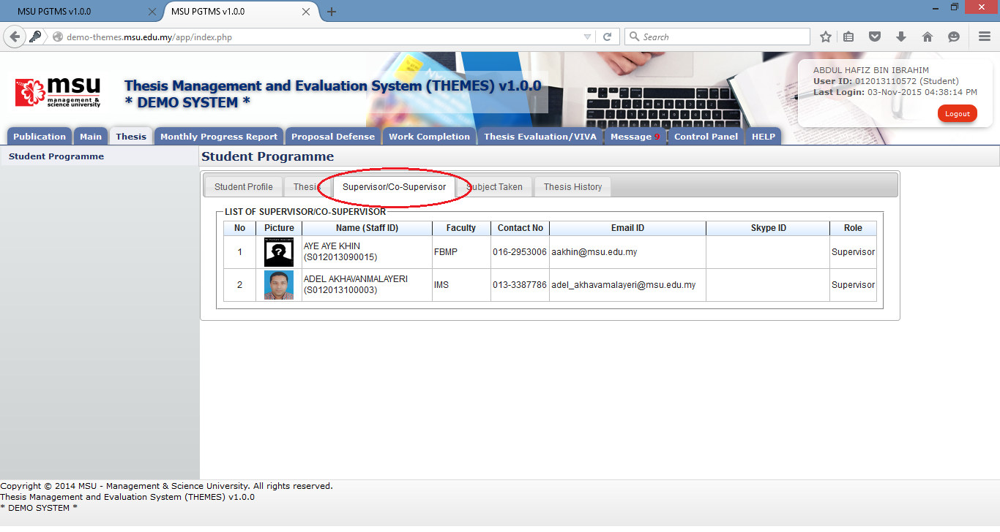 MSU PGTMS v1.0.0
MSU PGTMS v1.0.0
demo-themes.msu.edu.my/app/index.php
Search
msu
management &
science university
Thesis Management and Evaluation System (THEMES) v1.0.0
* DEMO SYSTEM *
ABDUL HAFIZ BIN IBRAHIM
User ID: 012013110572 (Student)
Last Login: 03-Nov-2015 04:38:14 PM
Logout
Publication Main Thesis Monthly Progress Report Proposal Defense Work Completion Thesis Evaluation/VIVA Message 9 Control Panel HELP
Student Programme
Student Programme
Student Profile Thesis Supervisor/Co-Supervisor Subject Taken Thesis History
LIST OF SUPERVISOR/CO-SUPERVISOR
No Picture Name (Staff ID) Faculty Contact No Email ID Skype ID Role
1 AYE AYE KHIN (S012013090015) FBMP 016-2953006 aakhin@msu.edu.my Supervisor
2 ADEL AKHAVANMALAYERI (S012013100003) IMS 013-3387786 adel_akhavamalayeri@msu.edu.my Supervisor
Copyright © 2014 MSU - Management & Science University. All rights reserved.
Thesis Management and Evaluation System (THEMES) v1.0.0
* DEMO SYSTEM *